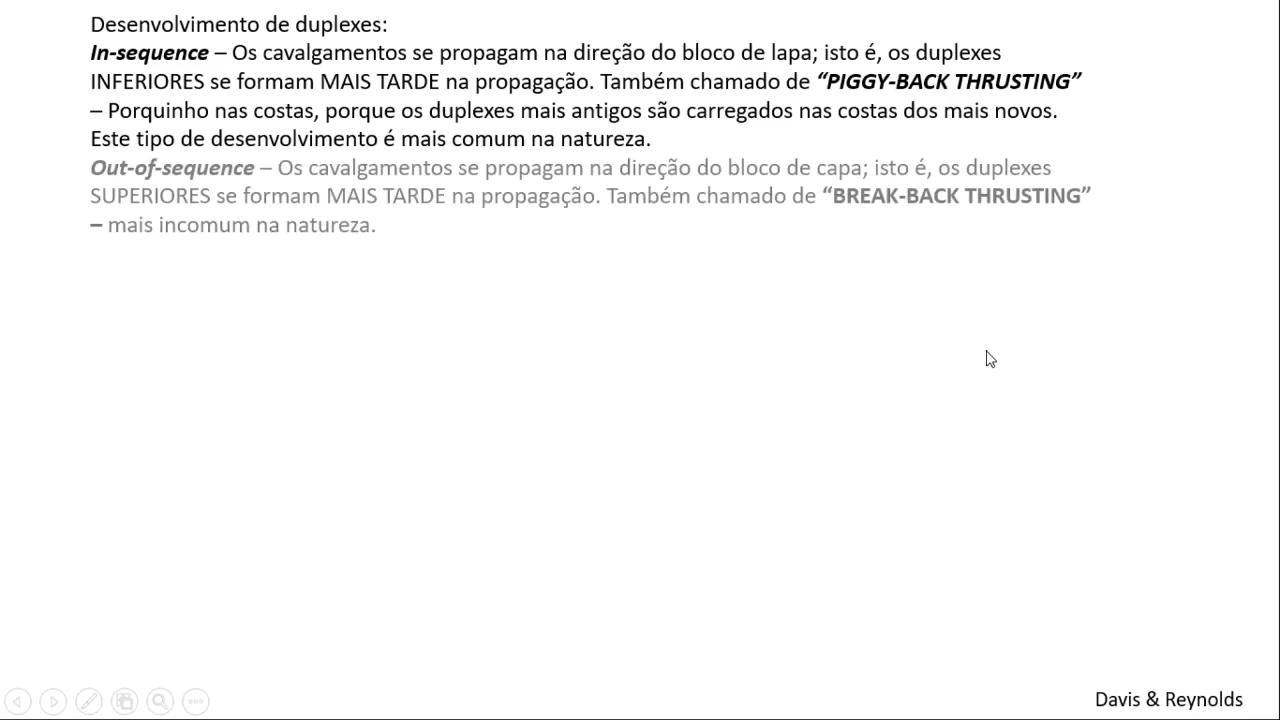 Desenvolvimento de duplexes:
In-sequence – Os cavalgamentos se propagam na direção do bloco de lapa; isto é, os duplexes
INFERIORES se formam MAIS TARDE na propagação. Também chamado de “PIGGY-BACK THRUSTING”
– Porquinho nas costas, porque os duplexes mais antigos são carregados nas costas dos mais novos.
Este tipo de desenvolvimento é mais comum na natureza.
Out-of-sequence – Os cavalgamentos se propagam na direção do bloco de capa; isto é, os duplexes
SUPERIORES se formam MAIS TARDE na propagação. Também chamado de “BREAK-BACK THRUSTING”
– mais incomum na natureza.
Davis & Reynolds